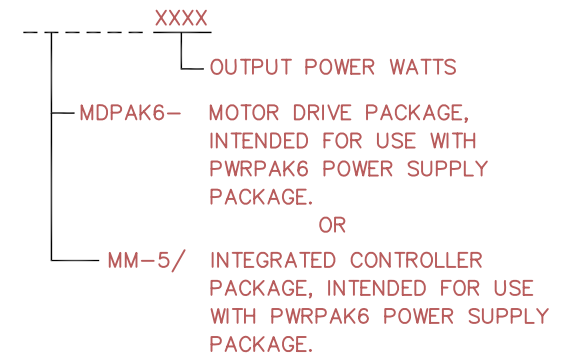 XXXX
OUTPUT POWER WATTS
MDPAK6- MOTOR DRIVE PACKAGE,
INTENDED FOR USE WITH
PWRPAK6 POWER SUPPLY
PACKAGE.
OR
MM-5/ INTEGRATED CONTROLLER
PACKAGE, INTENDED FOR USE
WITH PWRPAK6 POWER SUPPLY
PACKAGE.